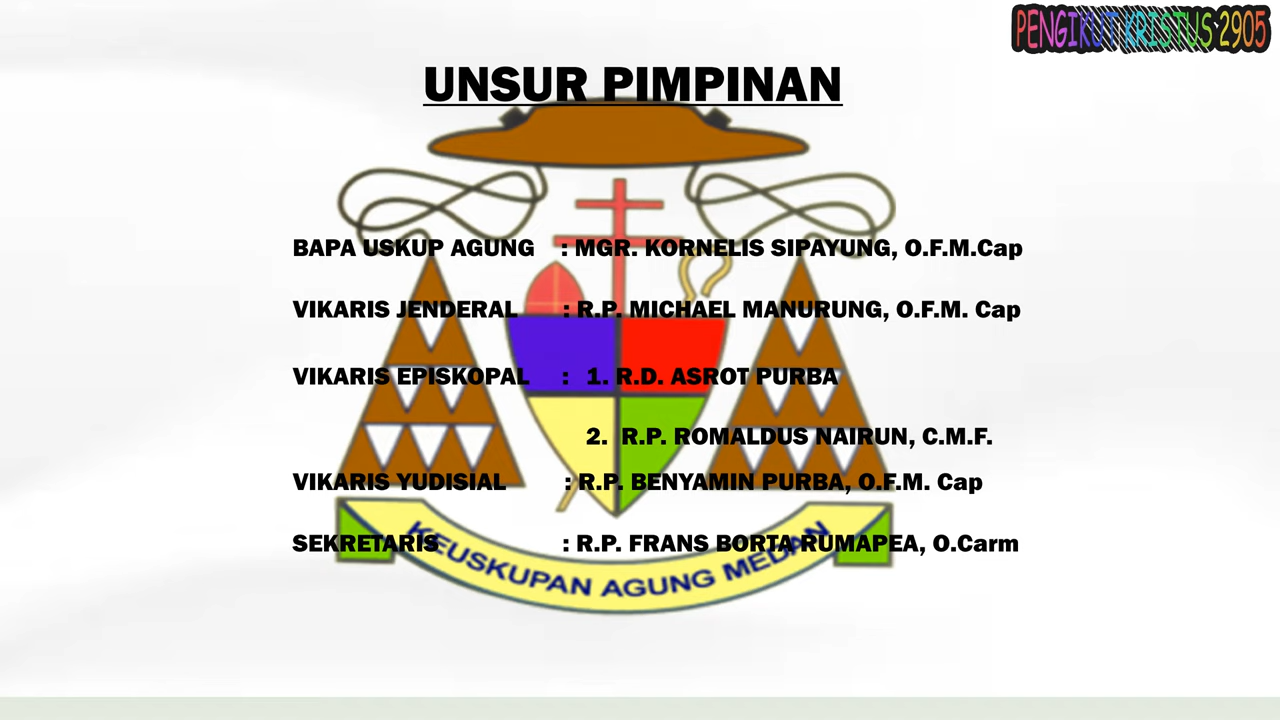 PENGIKUT KRISTUS 2905
UNSUR PIMPINAN
BAPA USKUP AGUNG : MGR. KORNELIS SIPAYUNG, O.F.M.Cap
VIKARIS JENDERAL : R.P. MICHAEL MANURUNG, O.F.M. Cap
VIKARIS EPISKOPAL : 1. R.D. ASROT PURBA
2. R.P. ROMALDUS NAIRUN, C.M.F.
VIKARIS YUDISIAL : R.P. BENYAMIN PURBA, O.F.M. Cap
SEKRETARIS : R.P. FRANS BORTA RUMAPEA, O.Carm
KEUSKUPAN AGUNG MEDAN